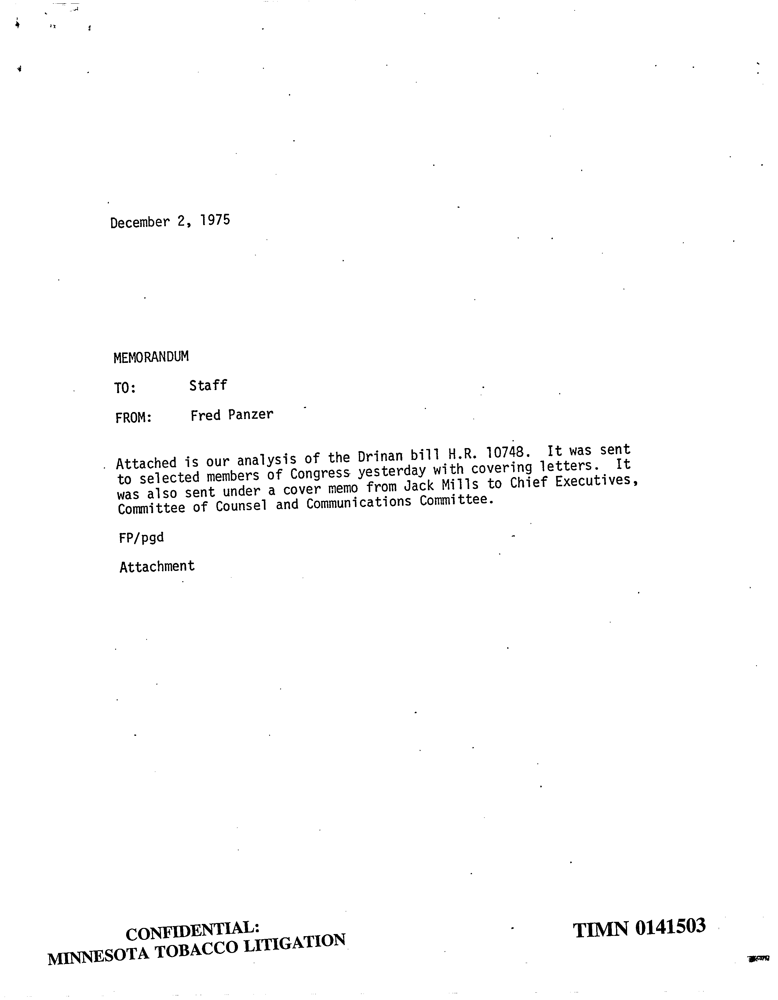 December 2, 1975
MEMORANDUM
TO: Staff
FROM: Fred Panzer
Attached is our analysis of the Drinan bill H.R. 10748. It was sent
to selected members of Congress yesterday with covering letters. It
was also sent under a cover memo from Jack Mills to Chief Executives,
Committee of Counsel and Communications Committee.
FP/pgd
Attachment
CONFIDENTIAL:
MINNESOTA TOBACCO LITIGATION
TIMN 0141503